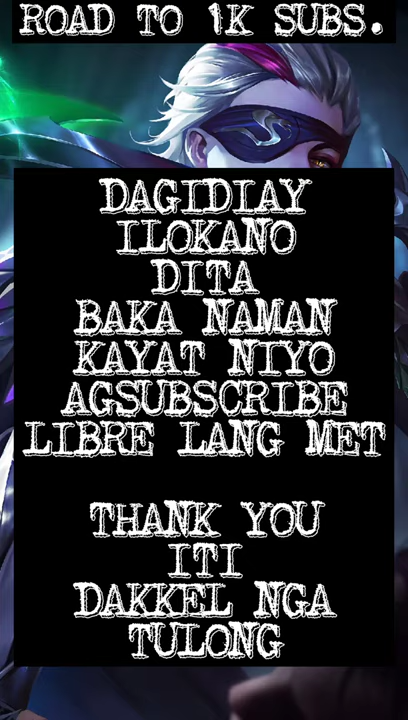 ROAD TO 1K SUBS.
DAGIDIAY
ILOKANO
DITA
BAKA NAMAN
KAYAT NIYO
AGSUBSCRIBE
LIBRE LANG MET
THANK YOU
ITI
DAKKEL NGA
TULONG